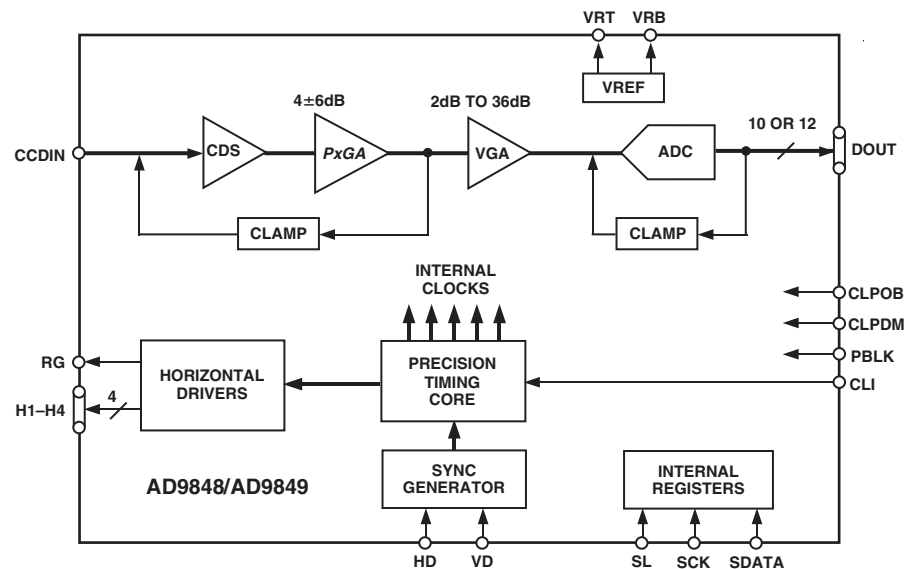 VRT VRB
VREF
4±6dB
2dB TO 36dB
10 OR 12
CCDIN
CDS
PxGA
VGA
ADC
DOUT
CLAMP
CLAMP
INTERNAL
CLOCKS
CLPOB
CLPDM
PBLK
CLI
RG
H1–H4
4
HORIZONTAL
DRIVERS
PRECISION
TIMING
CORE
SYNC
GENERATOR
INTERNAL
REGISTERS
AD9848/AD9849
HD VD
SL SCK SDATA